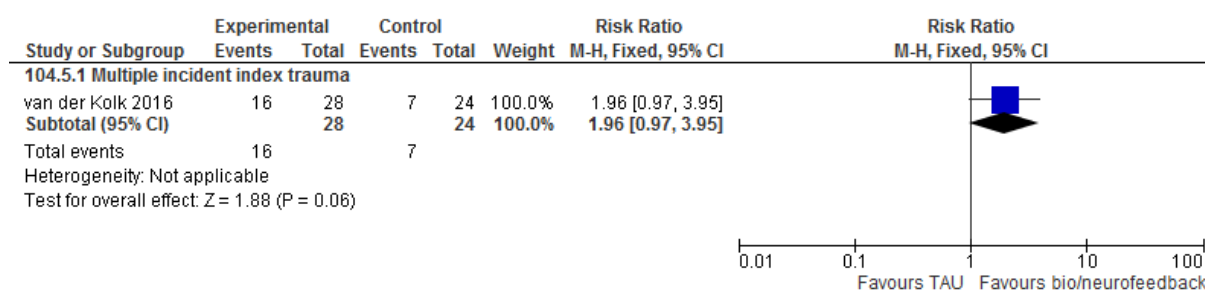 Experimental Control Risk Ratio Risk Ratio
Study or Subgroup Events Total Events Total Weight M-H, Fixed, 95% CI M-H, Fixed, 95% CI
104.5.1 Multiple incident index trauma
van der Kolk 2016 16 28 7 24 100.0% 1.96 [0.97, 3.95]
Subtotal (95% CI) 28 24 100.0% 1.96 [0.97, 3.95]
Total events 16 7
Heterogeneity: Not applicable
Test for overall effect: Z = 1.88 (P = 0.06)
0.01 0.1 1 10 100
Favours TAU Favours bio/neurofeedback